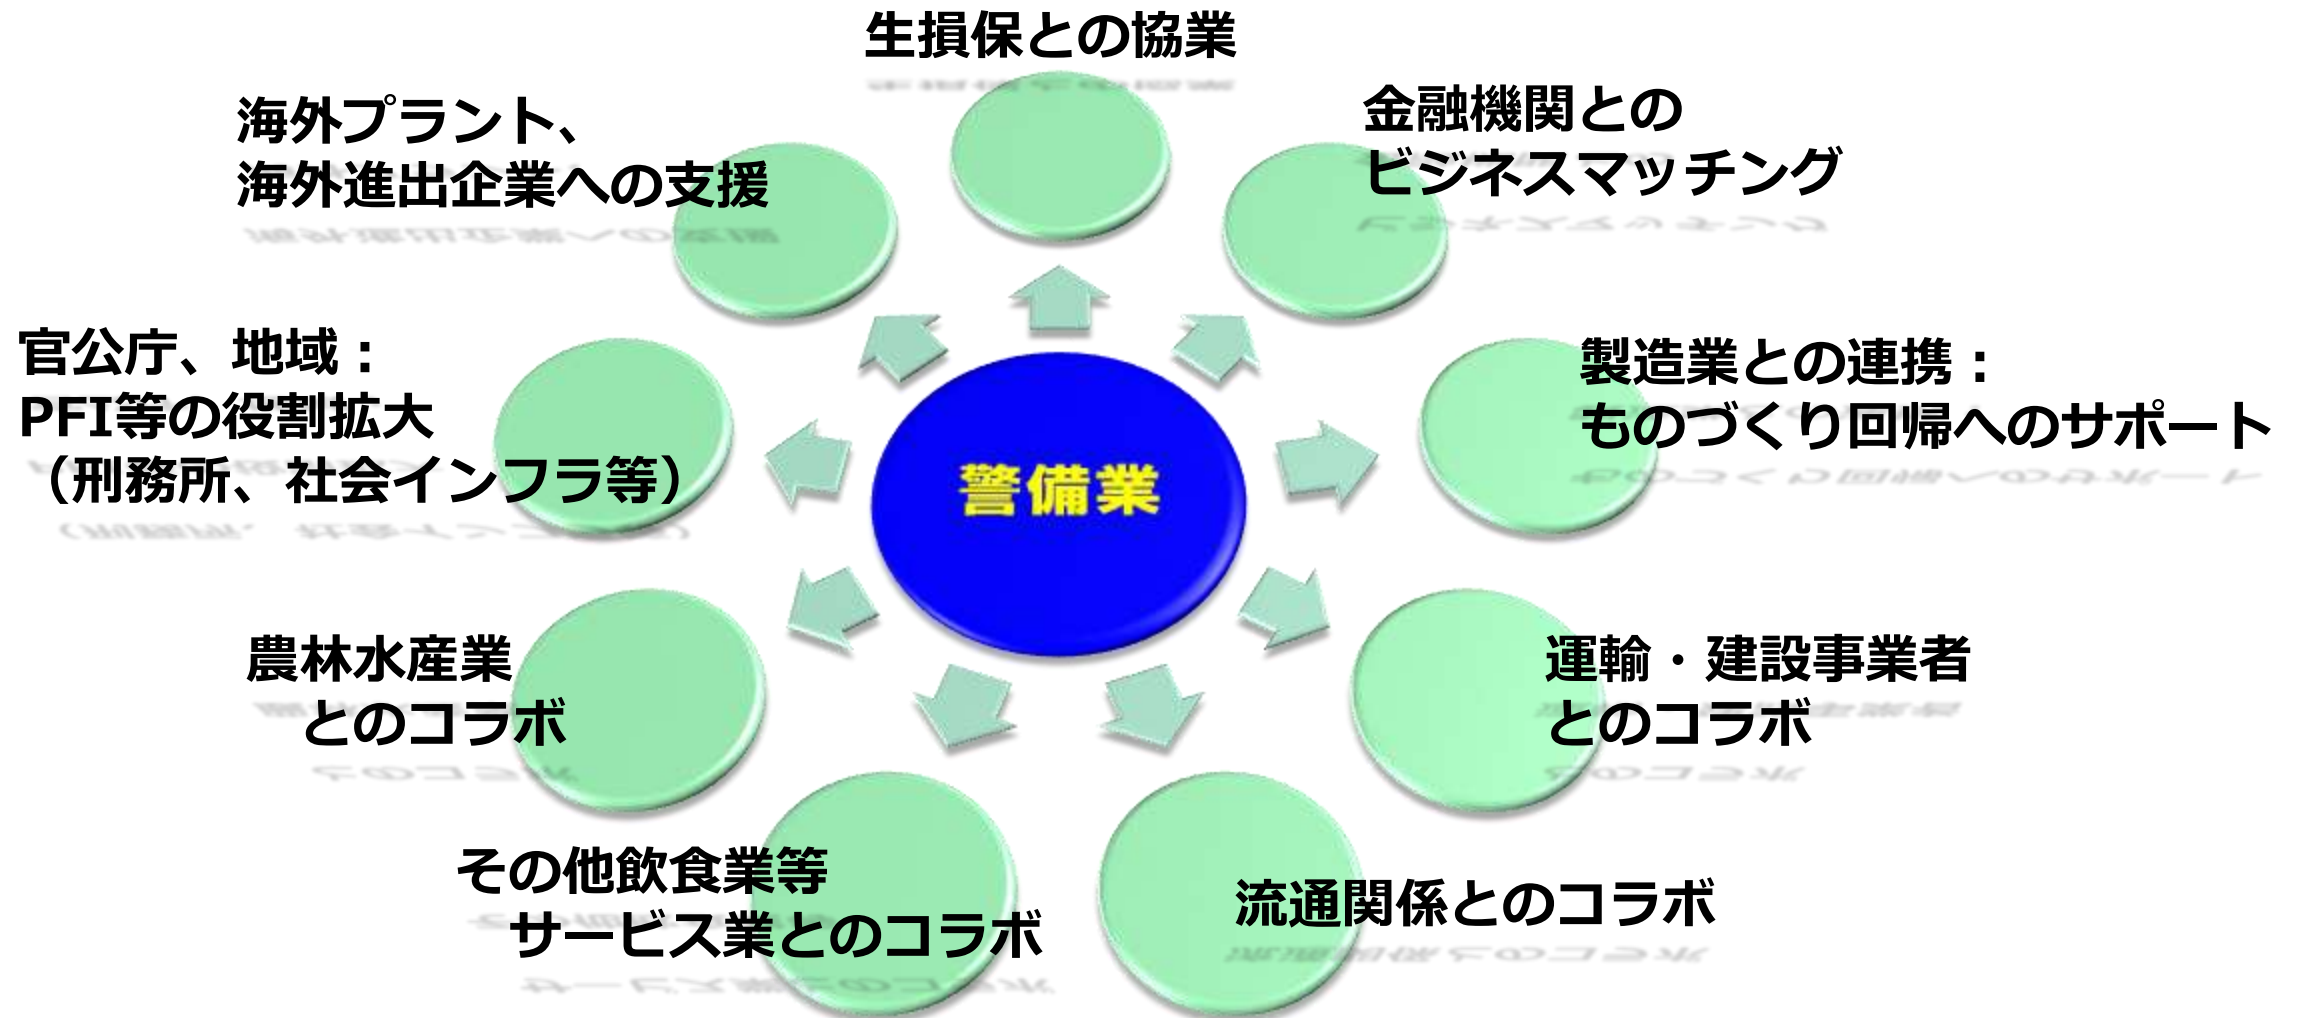 生損保との協業
金融機関との
ビジネスマッチング
製造業との連携：
ものづくり回帰へのサポート
運輸・建設事業者
とのコラボ
流通関係とのコラボ
その他飲食業等
サービス業とのコラボ
農林水産業
とのコラボ
官公庁、地域：
PFI等の役割拡大
（刑務所、社会インフラ等）
海外プラント、
海外進出企業への支援
警備業